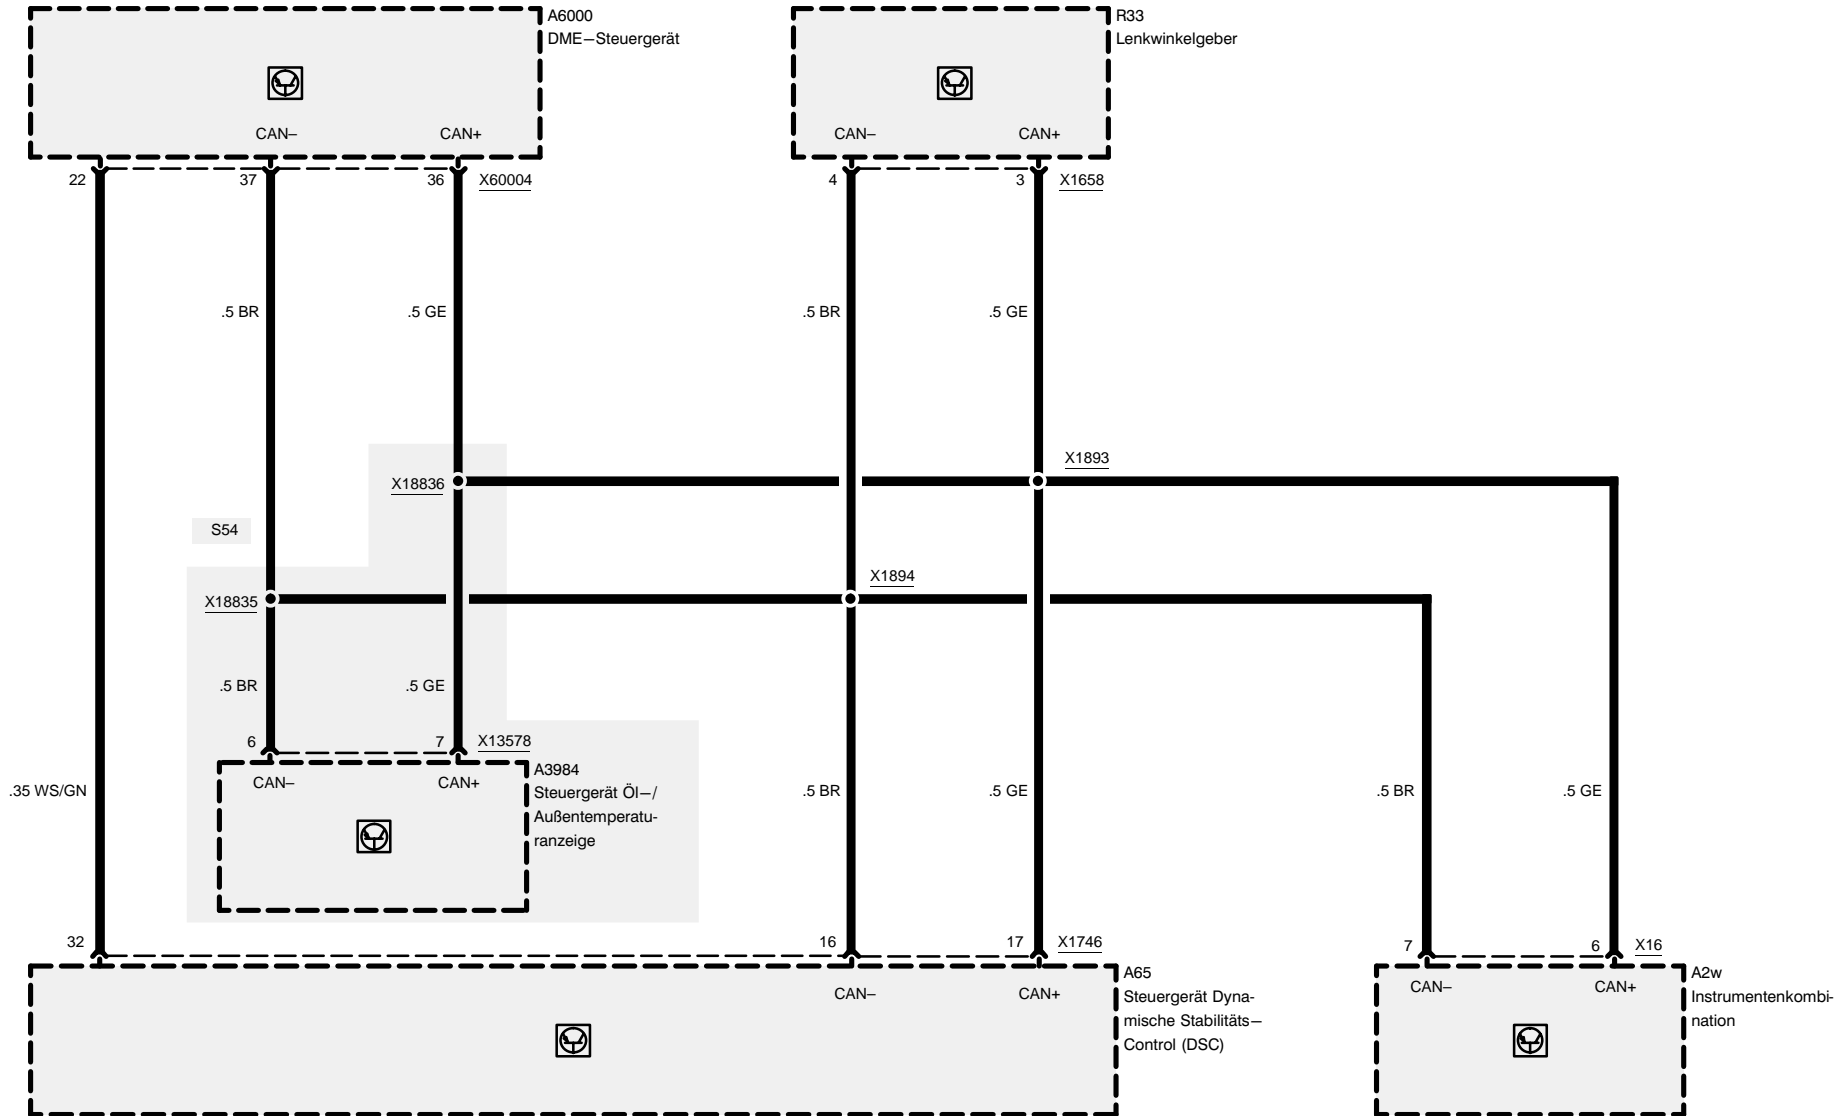 A6000
DME–Steuergerät
R33
Lenkwinkelgeber
CAN–
CAN+
CAN–
CAN+
22
37
36
X60004
4
3
X1658
.5 BR
.5 GE
.5 BR
.5 GE
X1893
X18836
S54
X1894
X18835
.5 BR
.5 GE
6
7
X13578
A3984
Steuergerät Öl–/
Außentemperatu-
ranzeige
CAN–
CAN+
.35 WS/GN
.5 BR
.5 GE
.5 BR
.5 GE
32
16
17
X1746
7
6
X16
A65
Steuergerät Dyna-
mische Stabilitäts–
Control (DSC)
CAN–
CAN+
A2w
Instrumentenkombi-
nation
CAN–
CAN+